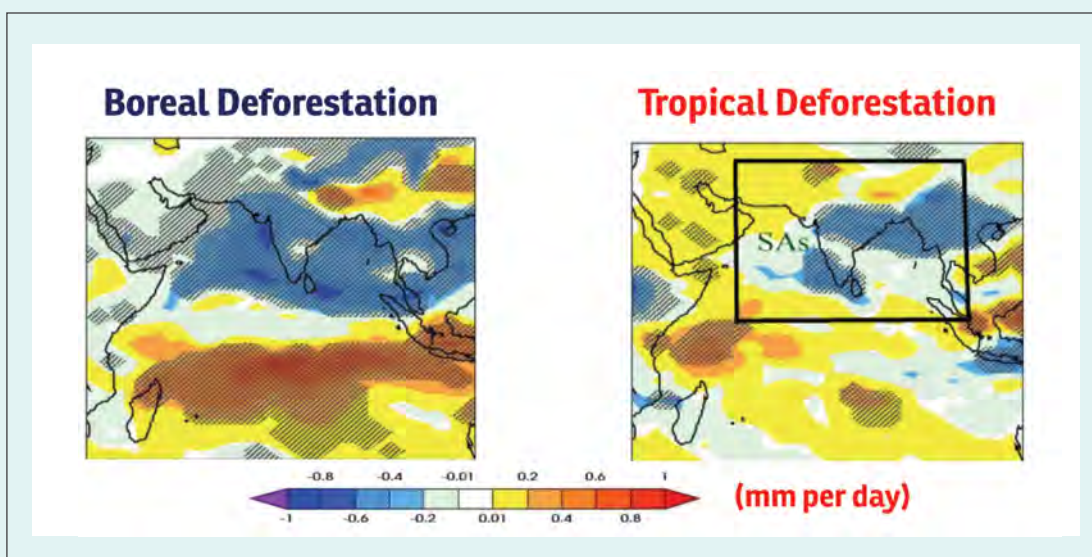 Boreal Deforestation
Tropical Deforestation
SAs
-0.8 -0.4 -0.01 0.2 0.6 1
-1 -0.6 -0.2 0.01 0.4 0.8
(mm per day)